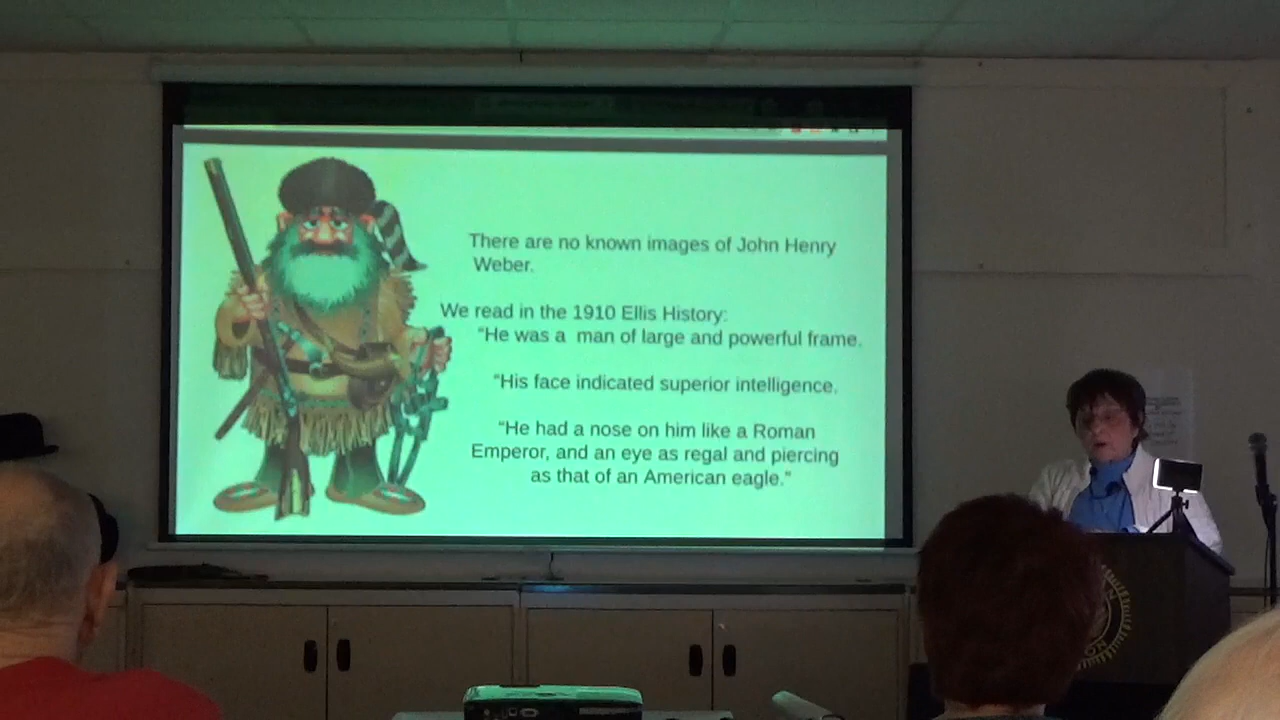 There are no known images of John Henry
Weber.
We read in the 1910 Ellis History:
“He was a man of large and powerful frame.
“His face indicated superior intelligence.
“He had a nose on him like a Roman
Emperor, and an eye as regal and piercing
as that of an American eagle.“